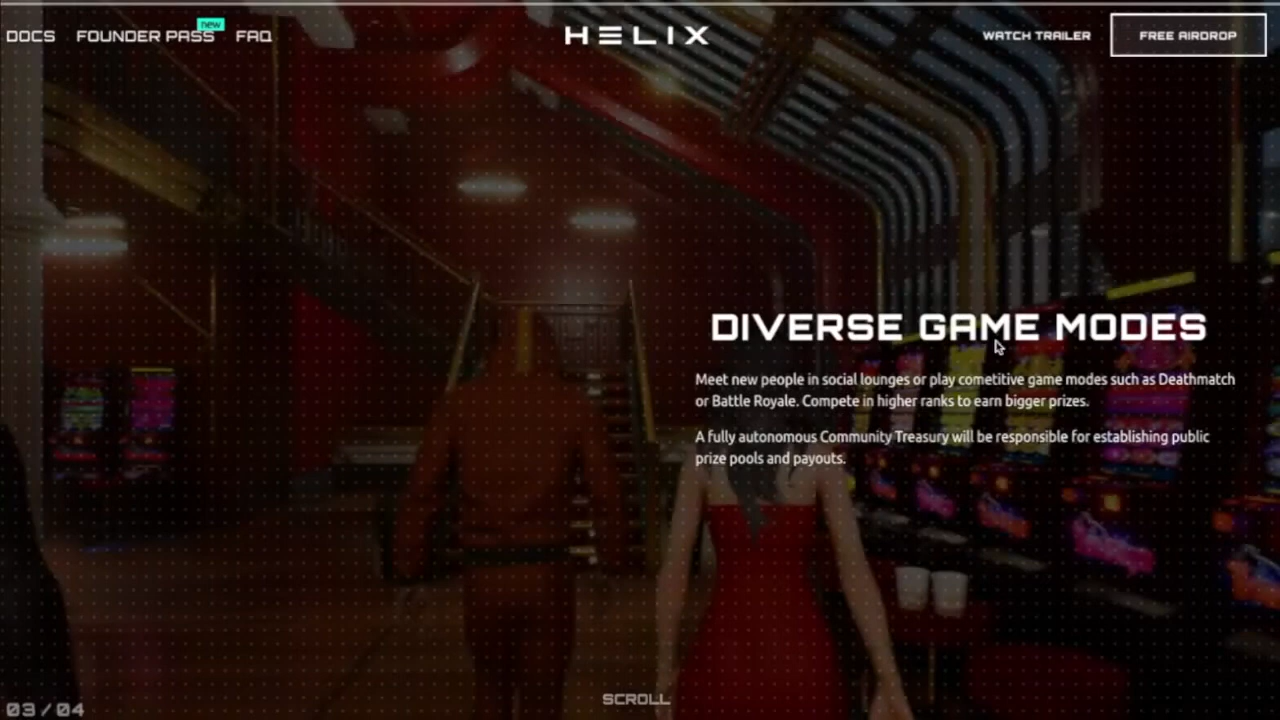 new
DOCS FOUNDER PASS FAQ HELIX WATCH TRAILER FREE AIRDROP
DIVERSE GAME MODES
Meet new people in social lounges or play cometitive game modes such as Deathmatch
or Battle Royale. Compete in higher ranks to earn bigger prizes.
A fully autonomous Community Treasury will be responsible for establishing public
prize pools and payouts.
SCROLL
03 / 04